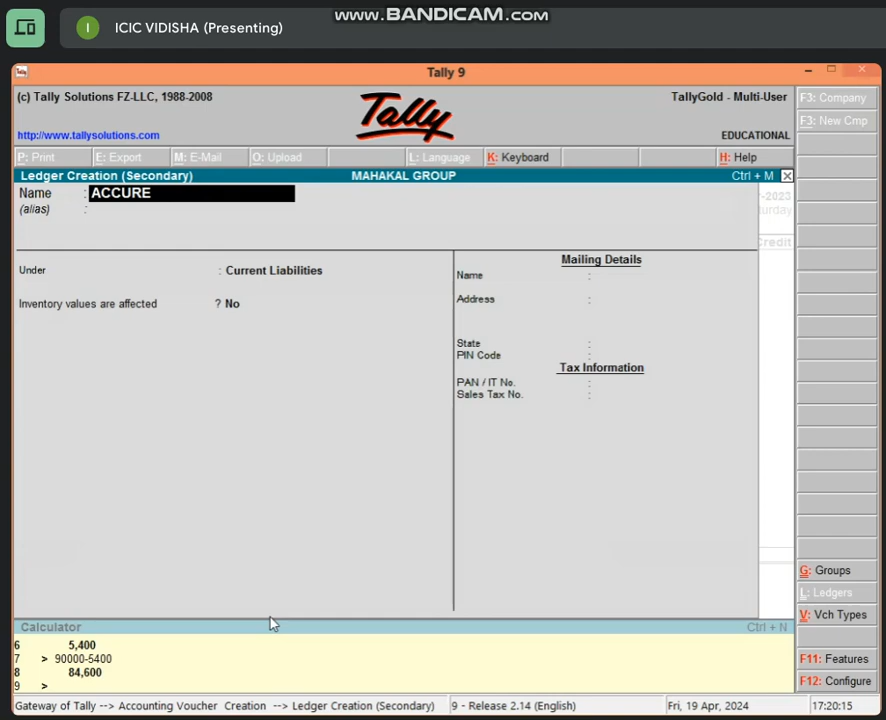 www.BANDICAM.com
I ICIC VIDISHA (Presenting)
Tally 9
(c) Tally Solutions FZ-LLC, 1988-2008
Tally
TallyGold - Multi-User
http://www.tallysolutions.com
EDUCATIONAL
F3: Company
F3: New Cmp
P: Print E: Export M: E-Mail O: Upload L: Language K: Keyboard H: Help
Ledger Creation (Secondary) MAHAKAL GROUP Ctrl + M
Name : ACCURE
(alias) :
-2023
turday
Credit
Under : Current Liabilities
Inventory values are affected ? No
Mailing Details
Name :
Address :
State :
PIN Code :
Tax Information
PAN / IT No. :
Sales Tax No. :
G: Groups
L: Ledgers
V: Vch Types
F11: Features
F12: Configure
Calculator Ctrl + N
6 5,400
7 > 90000-5400
8 84,600
9 >
Gateway of Tally --> Accounting Voucher Creation --> Ledger Creation (Secondary) 9 - Release 2.14 (English) Fri, 19 Apr, 2024 17:20:15